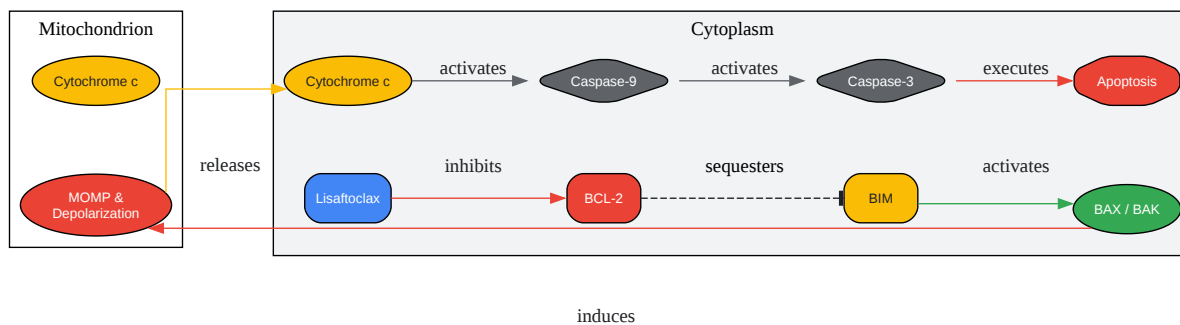 Mitochondrion
Cytoplasm
Cytochrome c
Cytochrome c
activates
Caspase-9
activates
Caspase-3
executes
Apoptosis
releases
MOMP &
Depolarization
Lisaftoclax
inhibits
BCL-2
sequesters
BIM
activates
BAX / BAK
induces